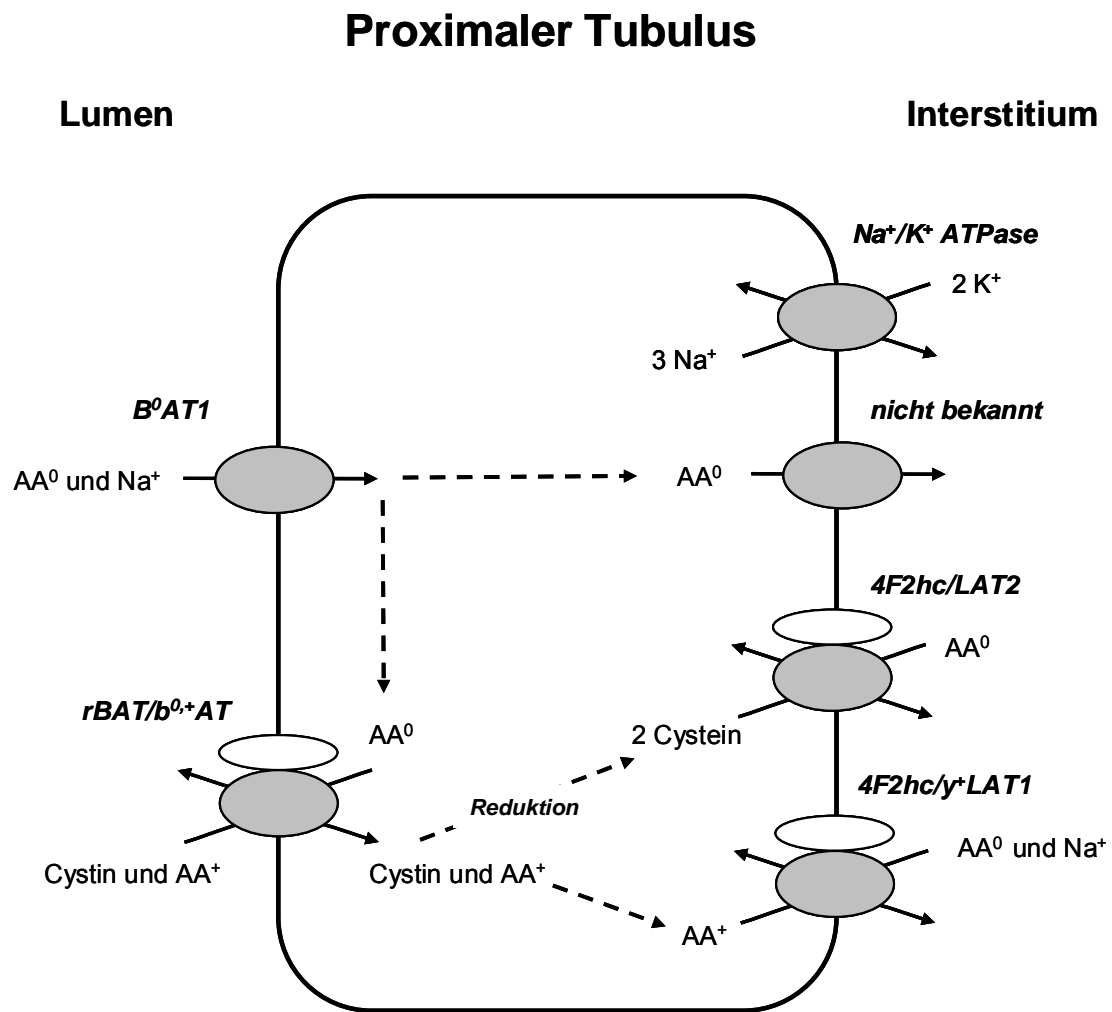 Proximaler Tubulus
Lumen
Interstitium
Na⁺/K⁺ ATPase
2 K⁺
3 Na⁺
B⁰AT1
nicht bekannt
AA⁰ und Na⁺
AA⁰
4F2hc/LAT2
AA⁰
rBAT/b⁰,⁺AT
AA⁰
2 Cystein
4F2hc/y⁺LAT1
Reduktion
AA⁰ und Na⁺
Cystin und AA⁺
Cystin und AA⁺
AA⁺